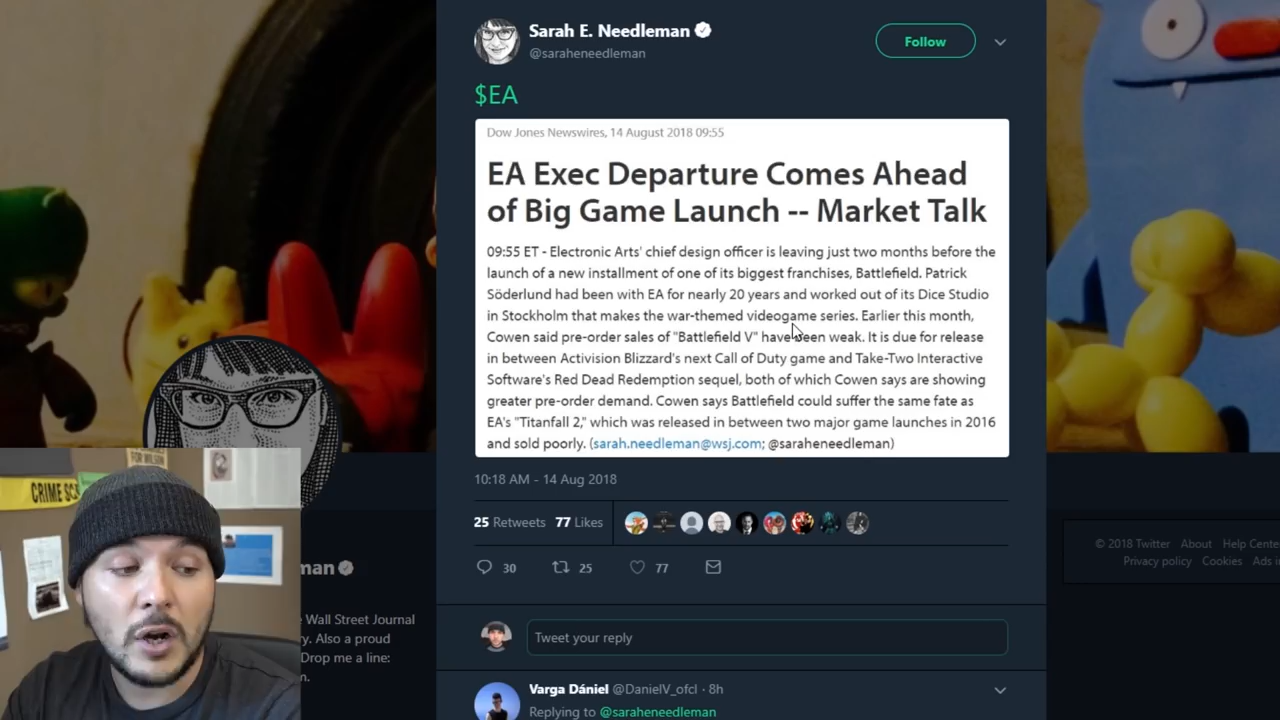 Sarah E. Needleman
@saraheneedleman
Follow
$EA
Dow Jones Newswires, 14 August 2018 09:55
EA Exec Departure Comes Ahead
of Big Game Launch -- Market Talk
09:55 ET - Electronic Arts' chief design officer is leaving just two months before the
launch of a new installment of one of its biggest franchises, Battlefield. Patrick
Söderlund had been with EA for nearly 20 years and worked out of its Dice Studio
in Stockholm that makes the war-themed videogame series. Earlier this month,
Cowen said pre-order sales of "Battlefield V" have been weak. It is due for release
in between Activision Blizzard's next Call of Duty game and Take-Two Interactive
Software's Red Dead Redemption sequel, both of which Cowen says are showing
greater pre-order demand. Cowen says Battlefield could suffer the same fate as
EA's "Titanfall 2," which was released in between two major game launches in 2016
and sold poorly. (sarah.needleman@wsj.com; @saraheneedleman)
10:18 AM - 14 Aug 2018
25 Retweets 77 Likes
30 25 77
Tweet your reply
Varga Dániel @DanielV_ofcl · 8h
Replying to @saraheneedleman
© 2018 Twitter About Help Cente
Privacy policy Cookies Ads i
man
Wall Street Journal
ry. Also a proud
Drop me a line:
m.
FOR WILSON
CRIME SC